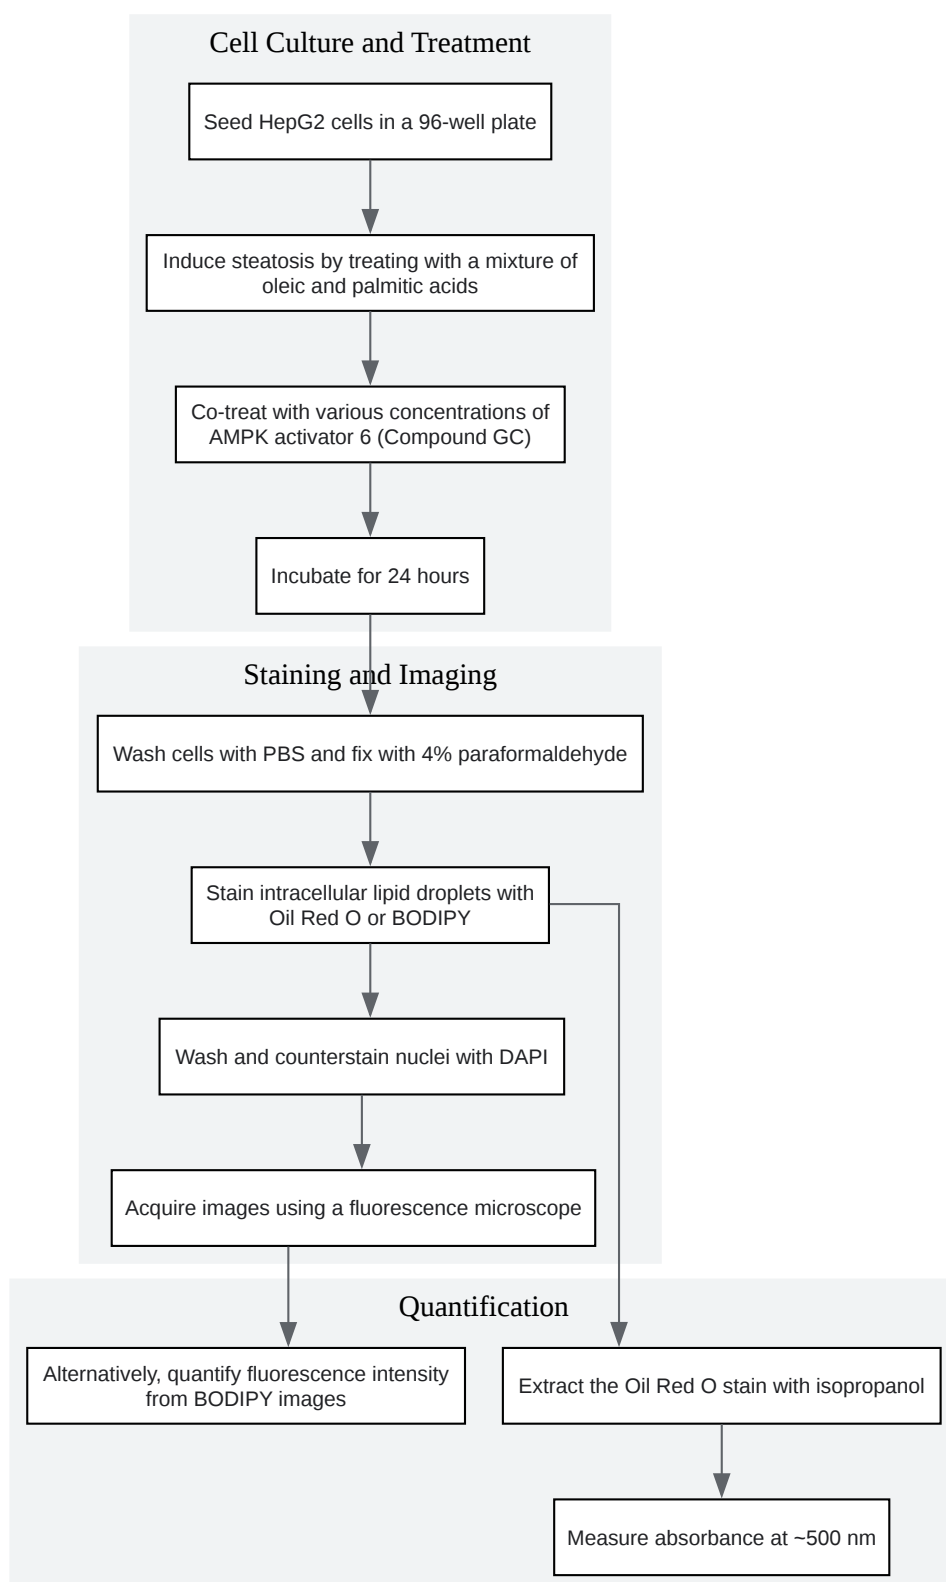 Cell Culture and Treatment
Seed HepG2 cells in a 96-well plate
Induce steatosis by treating with a mixture of
oleic and palmitic acids
Co-treat with various concentrations of
AMPK activator 6 (Compound GC)
Incubate for 24 hours
Staining and Imaging
Wash cells with PBS and fix with 4% paraformaldehyde
Stain intracellular lipid droplets with
Oil Red O or BODIPY
Wash and counterstain nuclei with DAPI
Acquire images using a fluorescence microscope
Quantification
Alternatively, quantify fluorescence intensity
from BODIPY images
Extract the Oil Red O stain with isopropanol
Measure absorbance at ~500 nm